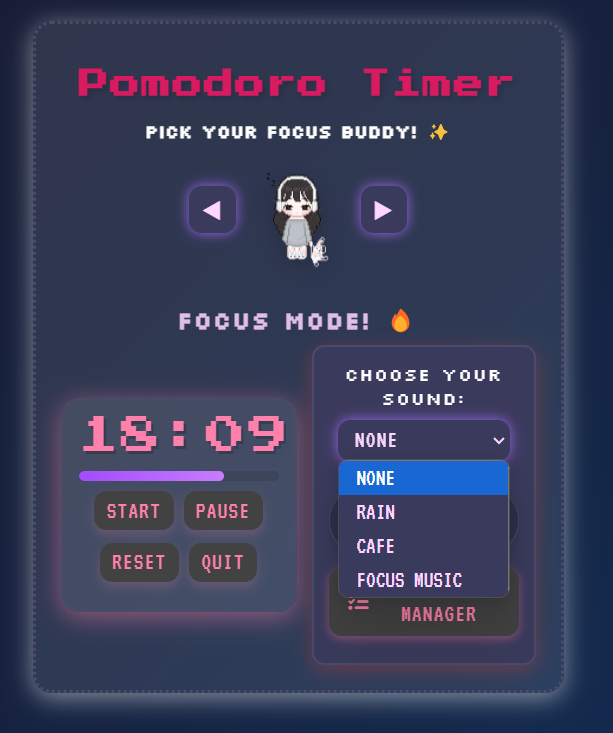 Pomodoro Timer
PICK YOUR FOCUS BUDDY! ✨
z z
FOCUS MODE! 🔥
18:09
START PAUSE
RESET QUIT
CHOOSE YOUR
SOUND:
NONE
NONE
RAIN
CAFE
FOCUS MUSIC
MANAGER